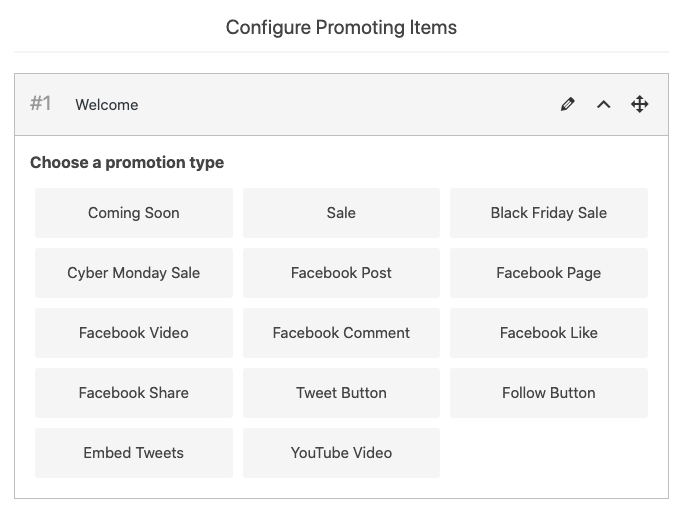 Configure Promoting Items
#1 Welcome
Choose a promotion type
Coming Soon Sale Black Friday Sale
Cyber Monday Sale Facebook Post Facebook Page
Facebook Video Facebook Comment Facebook Like
Facebook Share Tweet Button Follow Button
Embed Tweets YouTube Video